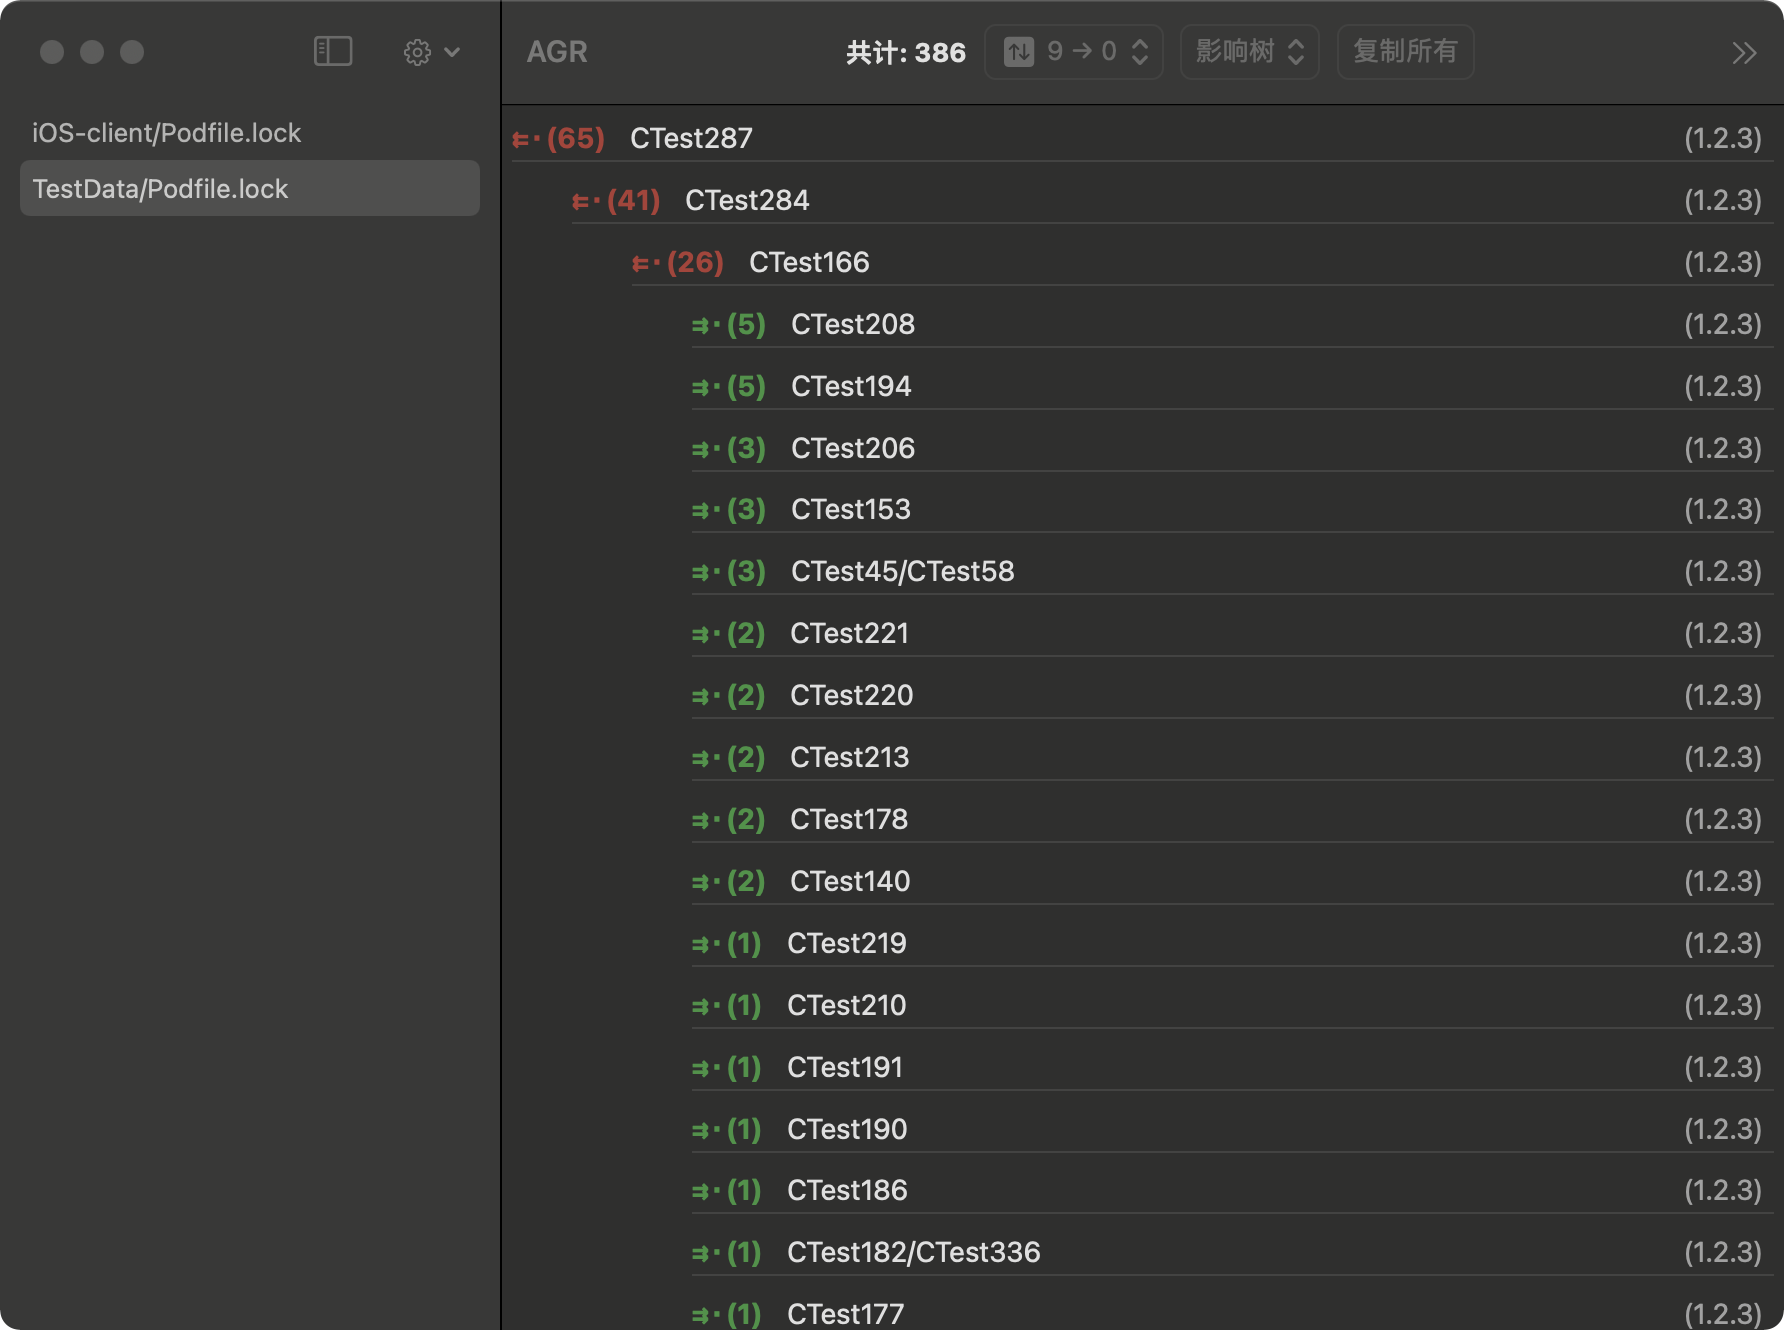 iOS-client/Podfile.lock
TestData/Podfile.lock
AGR 共计: 386 9 → 0 影响树 复制所有
(65) CTest287 (1.2.3)
(41) CTest284 (1.2.3)
(26) CTest166 (1.2.3)
(5) CTest208 (1.2.3)
(5) CTest194 (1.2.3)
(3) CTest206 (1.2.3)
(3) CTest153 (1.2.3)
(3) CTest45/CTest58 (1.2.3)
(2) CTest221 (1.2.3)
(2) CTest220 (1.2.3)
(2) CTest213 (1.2.3)
(2) CTest178 (1.2.3)
(2) CTest140 (1.2.3)
(1) CTest219 (1.2.3)
(1) CTest210 (1.2.3)
(1) CTest191 (1.2.3)
(1) CTest190 (1.2.3)
(1) CTest186 (1.2.3)
(1) CTest182/CTest336 (1.2.3)
(1) CTest177 (1.2.3)